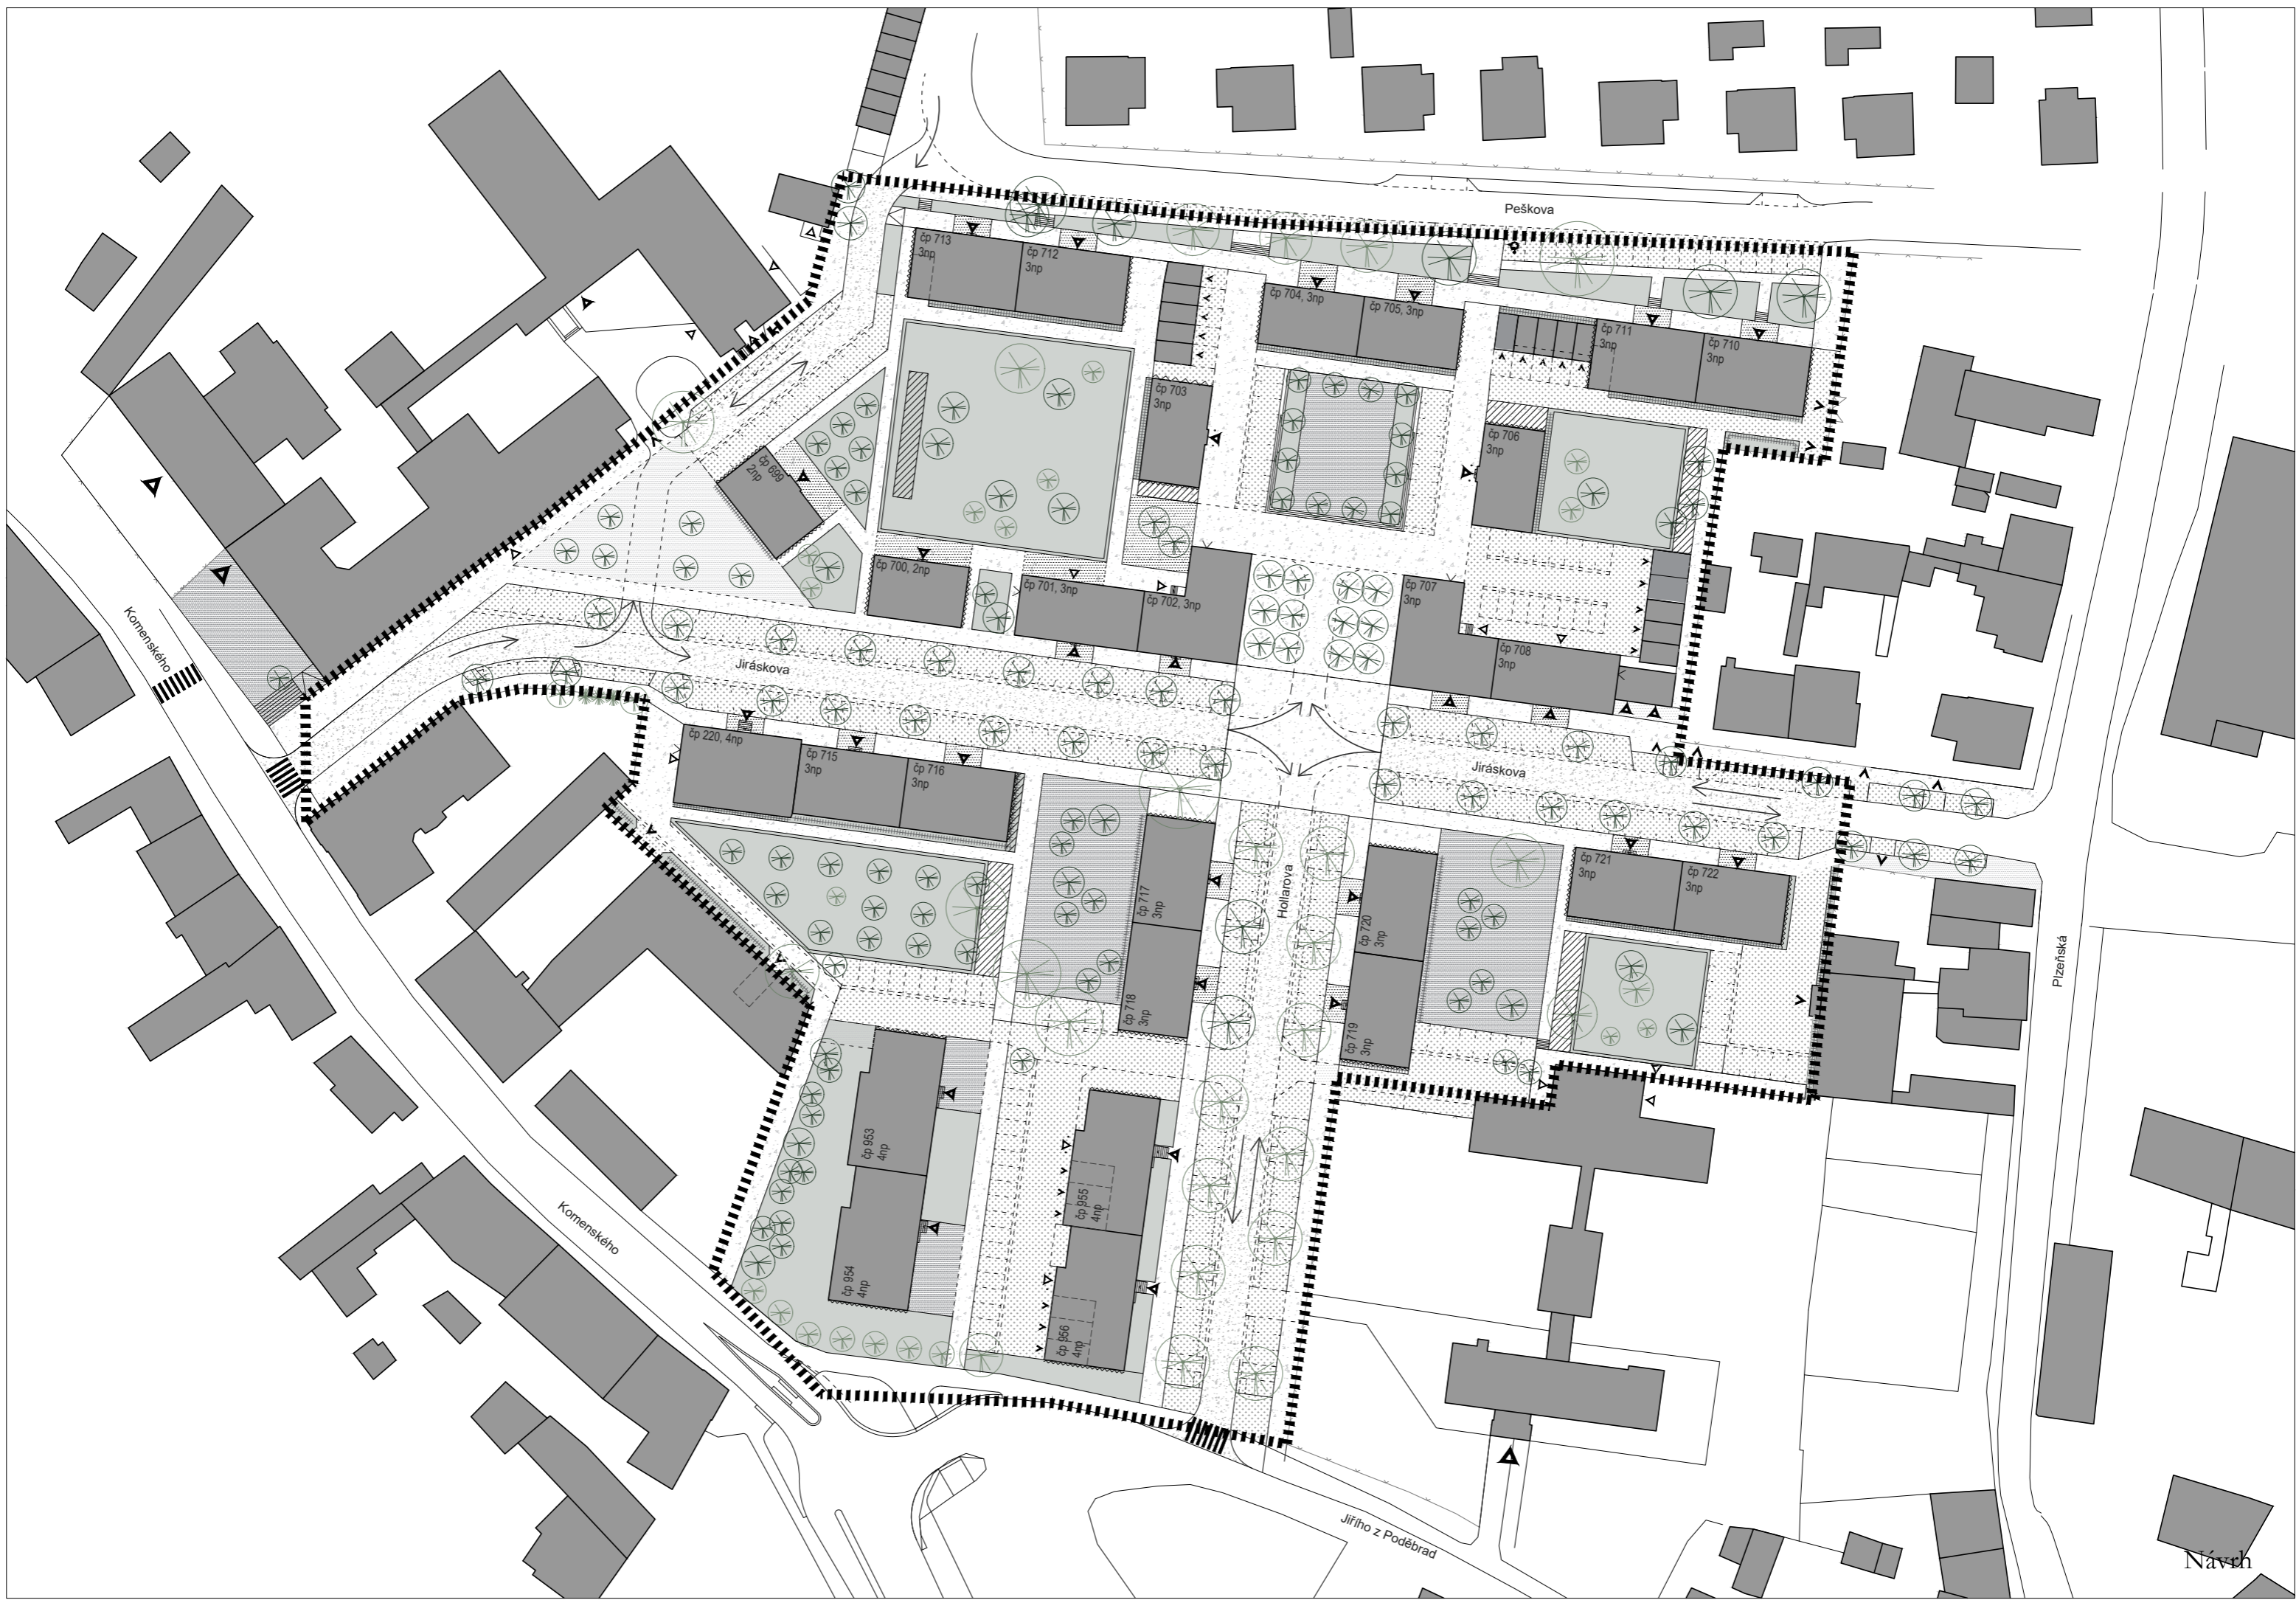 Peškova
čp 713
3np
čp 712
3np
čp 704, 3np
čp 705, 3np
čp 711
3np
čp 710
3np
čp 703
3np
čp 706
3np
čp 699
2np
čp 700, 2np
čp 701, 3np
čp 702, 3np
čp 707
3np
čp 708
3np
Komenského
Jiráskova
Jiráskova
čp 220, 4np
čp 715
3np
čp 716
3np
čp 717
3np
čp 718
3np
Hollarova
čp 720
3np
čp 719
3np
čp 721
3np
čp 722
3np
Plzeňská
čp 953
4np
čp 954
4np
čp 955
4np
čp 956
4np
Komenského
Jiřího z Poděbrad
Návrh